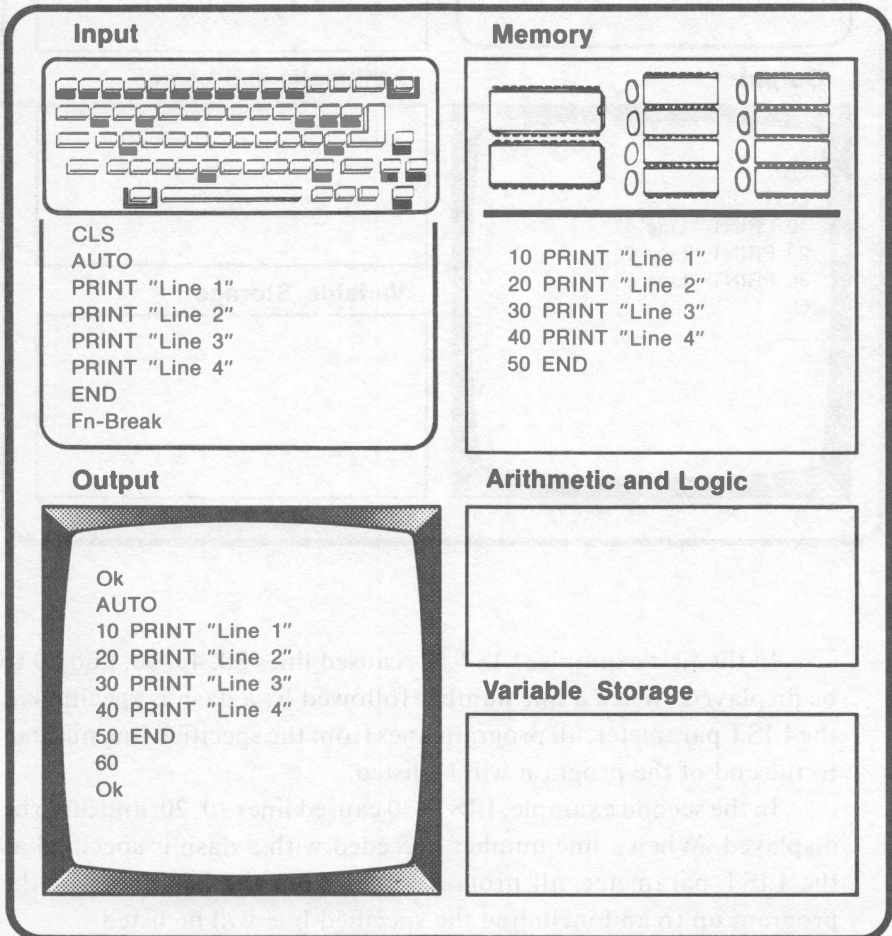 Input
CLS
AUTO
PRINT "Line 1"
PRINT "Line 2"
PRINT "Line 3"
PRINT "Line 4"
END
Fn-Break
Memory
10 PRINT "Line 1"
20 PRINT "Line 2"
30 PRINT "Line 3"
40 PRINT "Line 4"
50 END
Output
Ok
AUTO
10 PRINT "Line 1"
20 PRINT "Line 2"
30 PRINT "Line 3"
40 PRINT "Line 4"
50 END
60
Ok
Arithmetic and Logic
Variable Storage